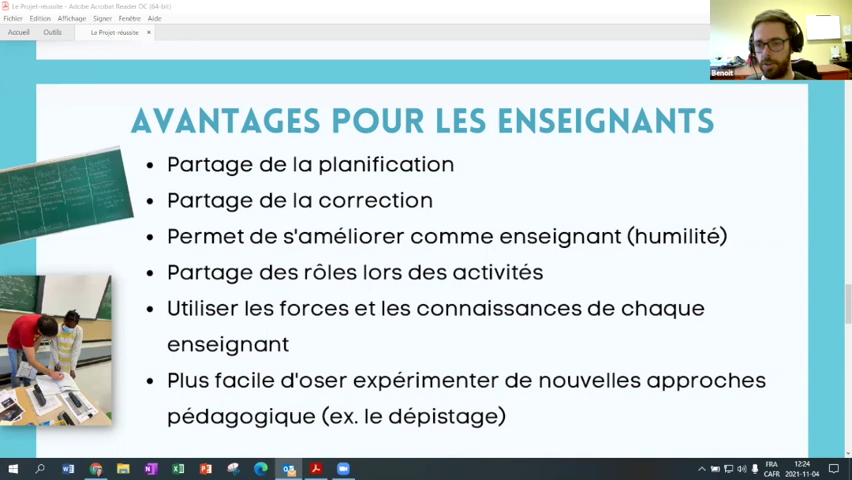 Le Projet-réussite - Adobe Acrobat Reader DC (64-bit)
Fichier Edition Affichage Signer Fenêtre Aide
Accueil Outils Le Projet-réussite ×
Benoit
AVANTAGES POUR LES ENSEIGNANTS
• Partage de la planification
• Partage de la correction
• Permet de s'améliorer comme enseignant (humilité)
• Partage des rôles lors des activités
• Utiliser les forces et les connaissances de chaque
enseignant
• Plus facile d'oser expérimenter de nouvelles approches
pédagogique (ex. le dépistage)
FRA 12:24
CAFR 2021-11-04